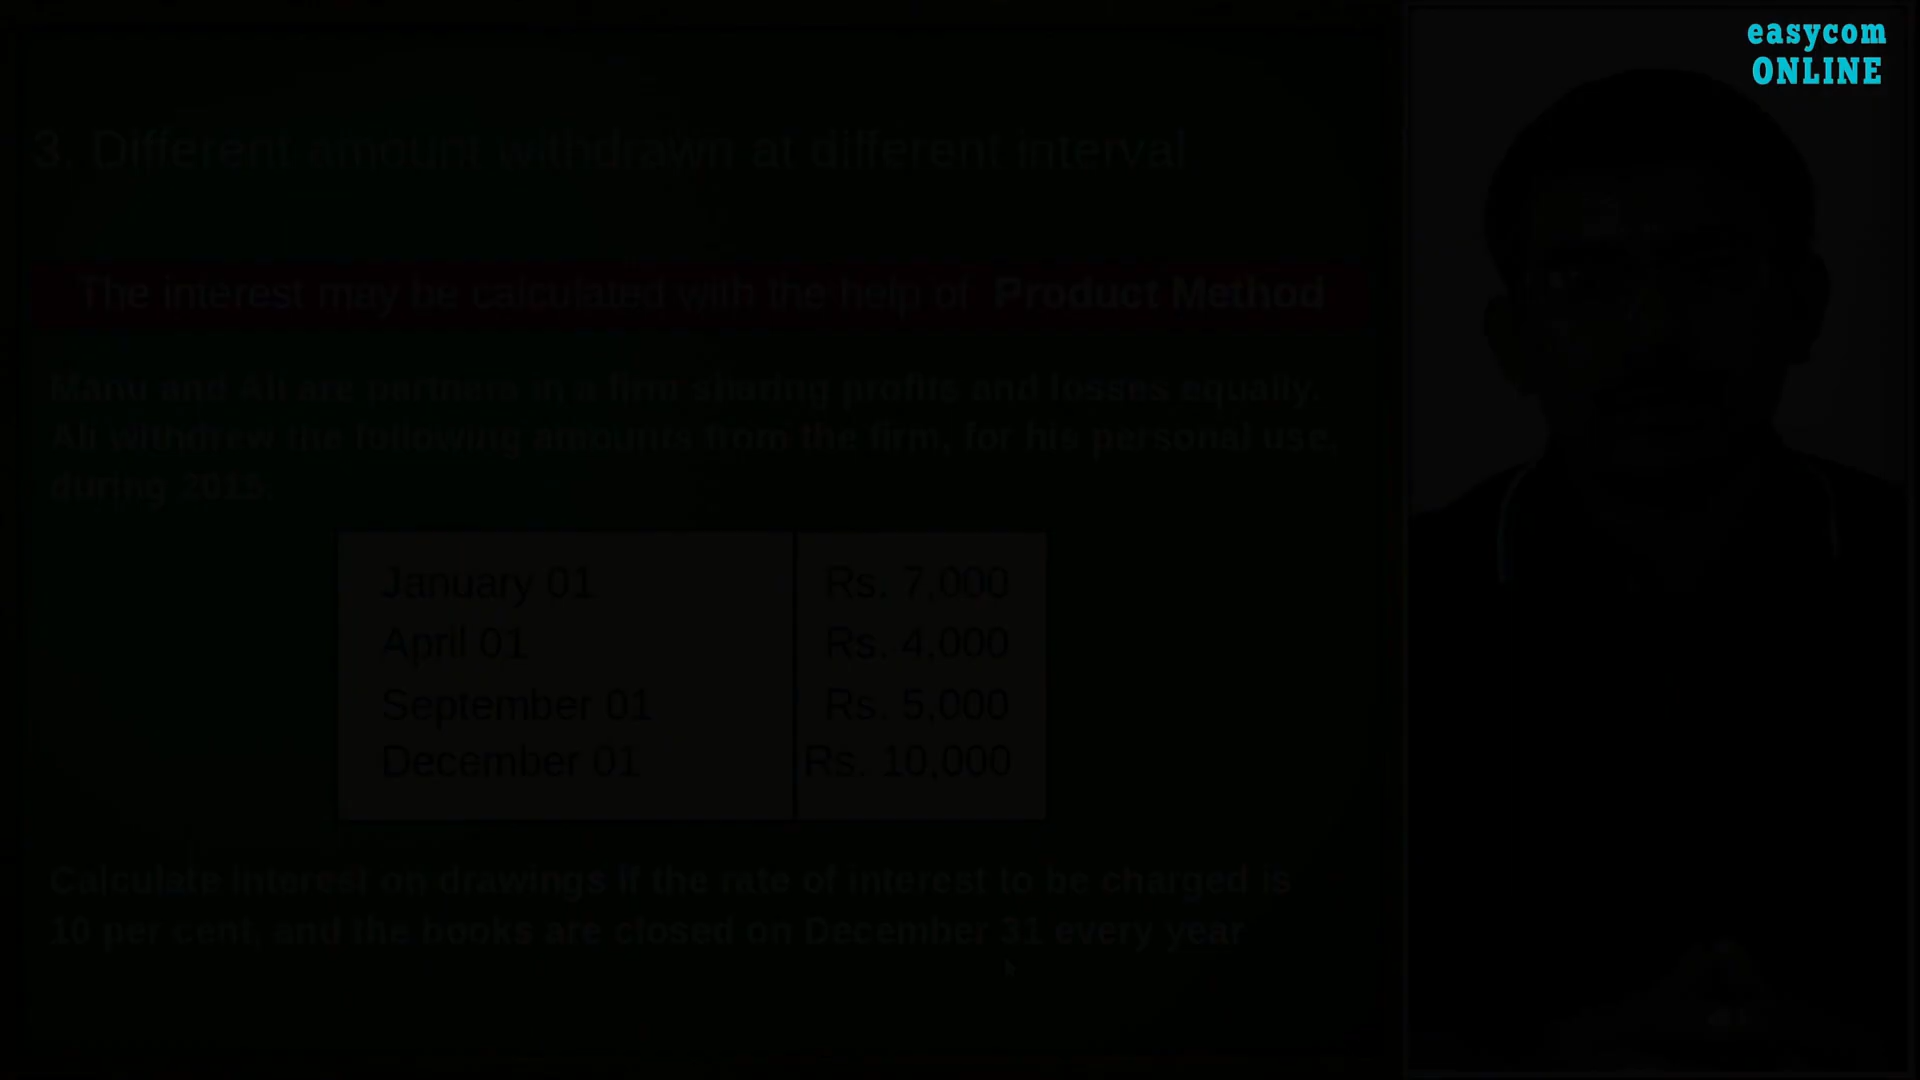 easycom
ONLINE
3. Different amount withdrawn at different interval
The interest may be calculated with the help of Product Method
Manu and Ali are partners in a firm sharing profits and losses equally.
Ali withdrew the following amounts from the firm, for his personal use,
during 2015.
January 01 Rs. 7,000
April 01 Rs. 4,000
September 01 Rs. 5,000
December 01 Rs. 10,000
Calculate interest on drawings if the rate of interest to be charged is
10 per cent, and the books are closed on December 31 every year